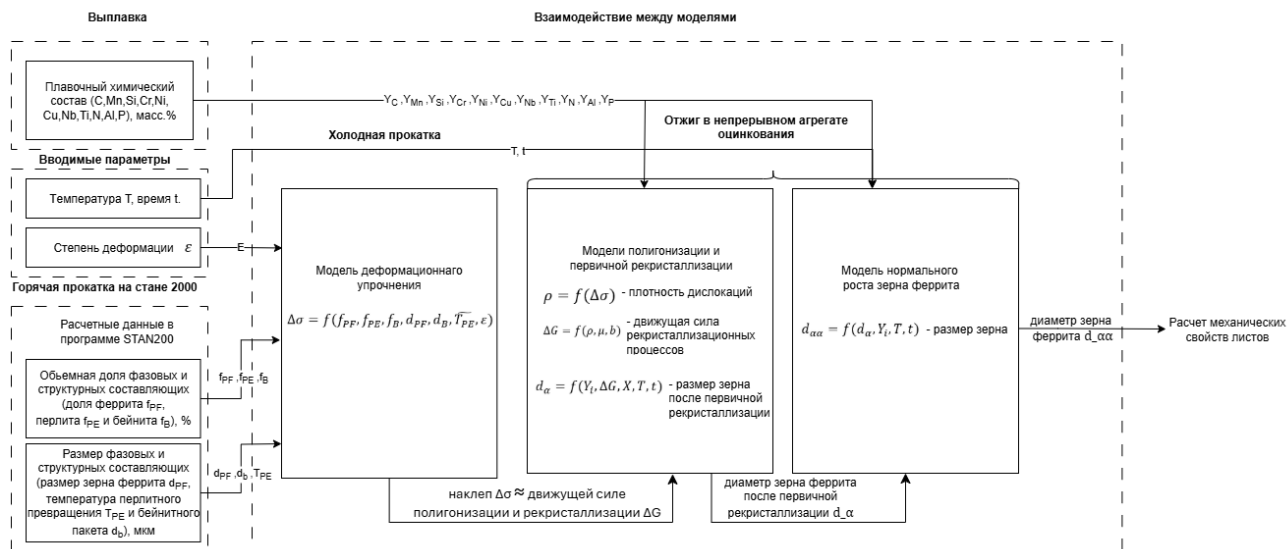 Выплавка
Взаимодействие между моделями
Плавочный химический
состав (C,Mn,Si,Cr,Ni,
Cu,Nb,Ti,N,Al,P), масс.%
Y_C ,Y_Mn ,Y_Si ,Y_Cr ,Y_Ni ,Y_Cu ,Y_Nb ,Y_Ti ,Y_N ,Y_Al ,Y_P
Холодная прокатка
Отжиг в непрерывном агрегате
оцинкования
T, t
Вводимые параметры
Температура T, время t.
Степень деформации ε
E
Горячая прокатка на стане 2000
Расчетные данные в
программе STAN200
Обьемная доля фазовых и
структурных составляющих
(доля феррита f_PF,
перлита f_PE и бейнита f_B), %
f_PF ,f_PE ,f_B
Размер фазовых и
структурных составляющих
(размер зерна феррита d_PF,
температура перлитного
превращения T_PE и бейнитного
пакета d_b), мкм
d_PF ,d_b ,T_PE
Модель деформационнаго
упрочнения
Δσ = f(f_PF, f_PE, f_B, d_PF, d_B, T_PE, ε)
Модели полигонизации и
первичной рекристаллизации
ρ = f(Δσ) - плотность дислокаций
ΔG = f(ρ, μ, b) - движущая сила
рекристализационных
процессов
d_α = f(Y_i, ΔG, X, T, t) - размер зерна
после первичной
рекристаллизации
Модель нормального
роста зерна феррита
d_αα = f(d_α, Y_i, T, t) - размер зерна
диаметр зерна
феррита d_αα
Расчет механических
свойств листов
наклеп Δσ ≈ движущей силе
полигонизации и рекристаллизации ΔG
диаметр зерна феррита
после первичной
рекристаллизации d_α